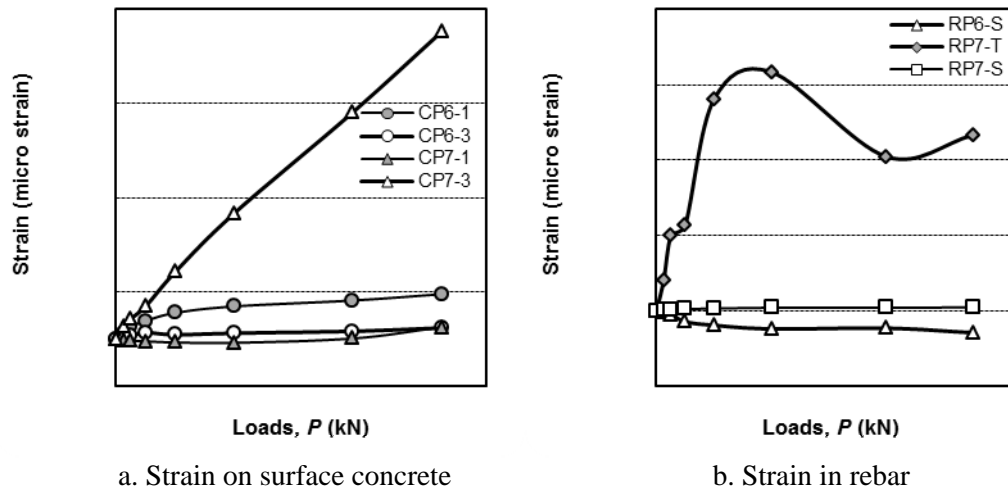 Strain (micro strain)
CP6-1
CP6-3
CP7-1
CP7-3
Loads, P (kN)
a. Strain on surface concrete
Strain (micro strain)
RP6-S
RP7-T
RP7-S
Loads, P (kN)
b. Strain in rebar